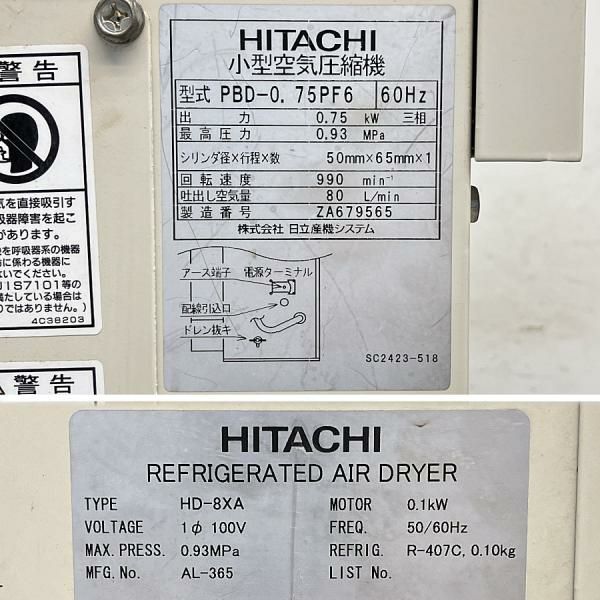 警告
気を直接吸引す
吸器障害を起こ
があります。
を呼吸器系の機器
に係わる機器に
ないでください。
JIS7101等の
満たしている場合は
ではありません。)
4C38203
警告
HITACHI
小型空気圧縮機
型式 PBD-0.75PF6 60Hz
出力 0.75 kW 三相
最高圧力 0.93 MPa
シリンダ径×行程×数 50mm×65mm×1
回転速度 990 min⁻¹
吐出し空気量 80 L/min
製造番号 ZA679565
株式会社 日立産機システム
アース端子 電源ターミナル
配線引込口
ドレン抜キ
SC2423-518
HITACHI
REFRIGERATED AIR DRYER
TYPE HD-8XA MOTOR 0.1kW
VOLTAGE 1φ 100V FREQ. 50/60Hz
MAX. PRESS. 0.93MPa REFRIG. R-407C, 0.10kg
MFG. No. AL-365 LIST No.